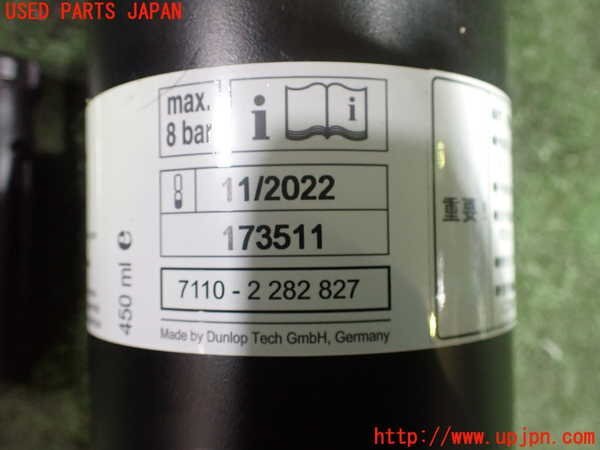 USED PARTS JAPAN
max.
8 bar
i
i
11/2022
173511
7110 - 2 282 827
450 ml e
Made by Dunlop Tech GmbH, Germany
重要
http://www.upjpn.com/